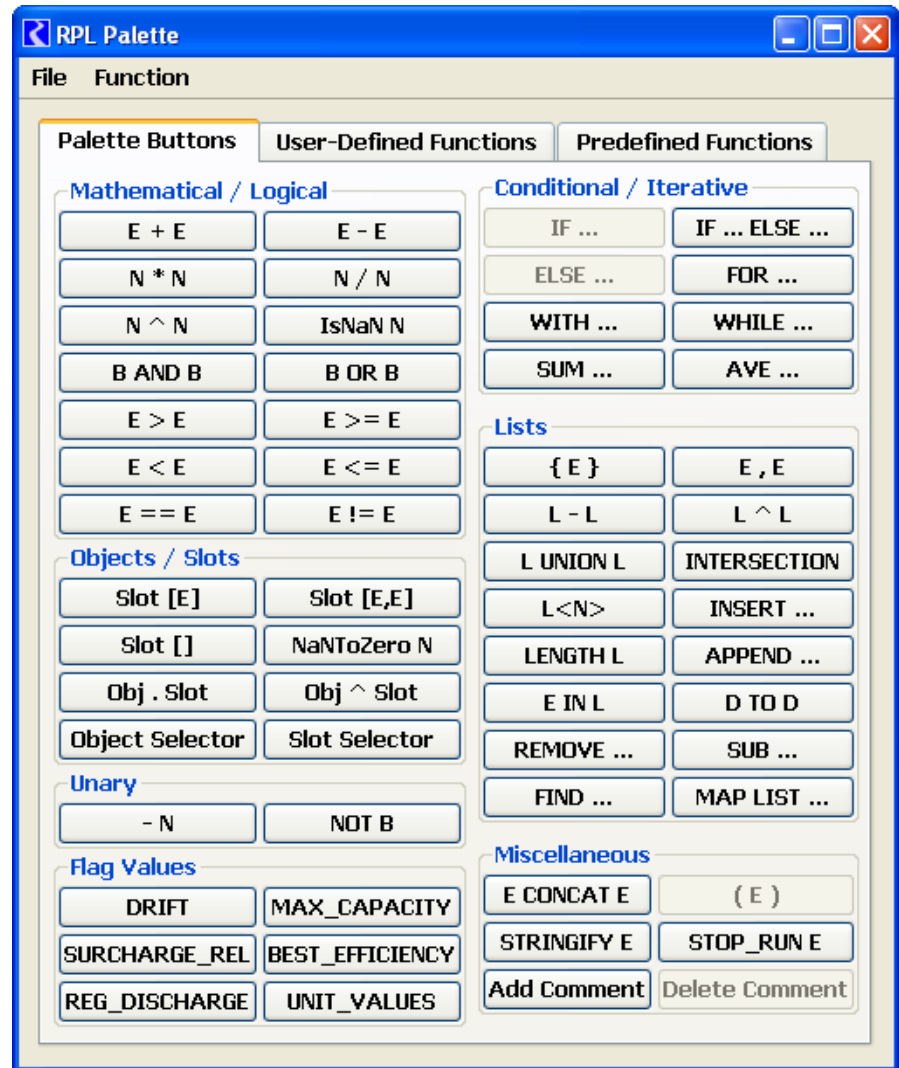 RPL Palette
File Function
Palette Buttons User-Defined Functions Predefined Functions
Mathematical / Logical
E + E E - E
N * N N / N
N ^ N IsNaN N
B AND B B OR B
E > E E >= E
E < E E <= E
E == E E != E
Objects / Slots
Slot [E] Slot [E,E]
Slot [] NaNToZero N
Obj . Slot Obj ^ Slot
Object Selector Slot Selector
Unary
- N NOT B
Flag Values
DRIFT MAX_CAPACITY
SURCHARGE_REL BEST_EFFICIENCY
REG_DISCHARGE UNIT_VALUES
Conditional / Iterative
IF ... IF ... ELSE ...
ELSE ... FOR ...
WITH ... WHILE ...
SUM ... AVE ...
Lists
{ E } E , E
L - L L ^ L
L UNION L INTERSECTION
L<N> INSERT ...
LENGTH L APPEND ...
E IN L D TO D
REMOVE ... SUB ...
FIND ... MAP LIST ...
Miscellaneous
E CONCAT E ( E )
STRINGIFY E STOP_RUN E
Add Comment Delete Comment